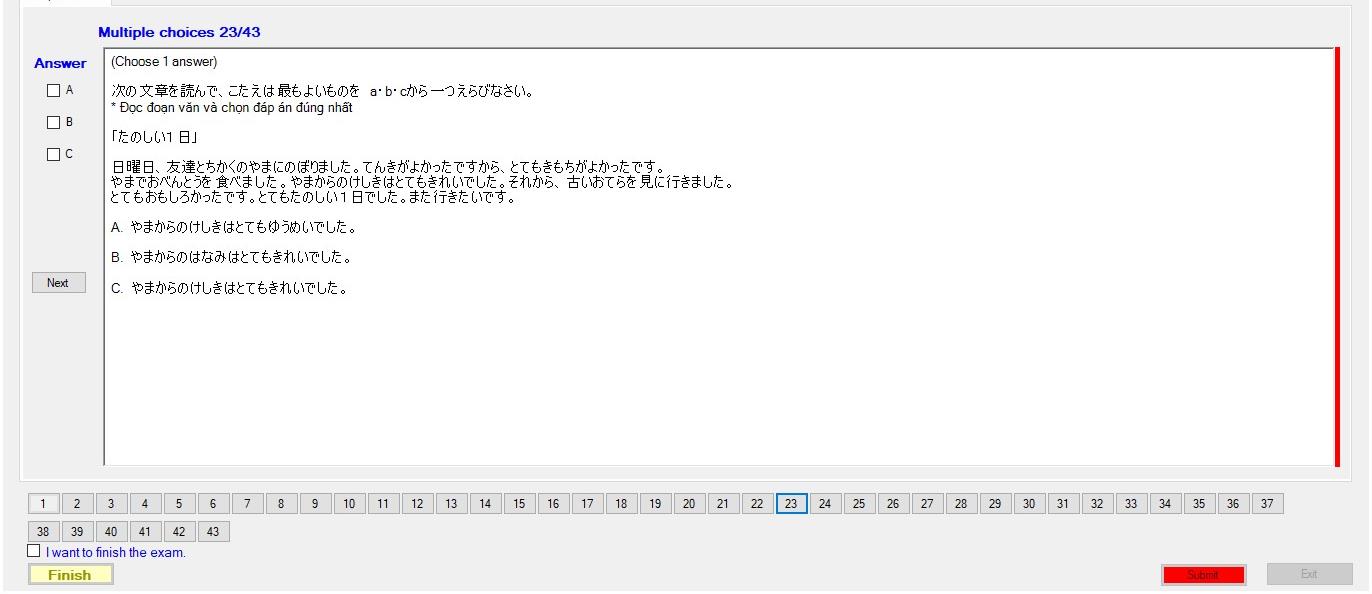 Multiple choices 23/43
Answer
(Choose 1 answer)
A
次の文章を読んで、こたえは最もよいものを a・b・cから一つえらびなさい。
* Đọc đoạn văn và chọn đáp án đúng nhất
B
「たのしい1 日」
C
日曜日、友達とちかくのやまにのぼりました。てんきがよかったですから、とてもきもちがよかったです。
やまでおべんとうを食べました。やまからのけしきはとてもきれいでした。それから、古いおてらを見に行きました。
とてもおもしろかったです。とてもたのしい1日でした。また行きたいです。
A. やまからのけしきはとてもゆうめいでした。
B. やまからのはなみはとてもきれいでした。
Next
C. やまからのけしきはとてもきれいでした。
1 2 3 4 5 6 7 8 9 10 11 12 13 14 15 16 17 18 19 20 21 22 23 24 25 26 27 28 29 30 31 32 33 34 35 36 37
38 39 40 41 42 43
I want to finish the exam.
Finish
Submit
Exit